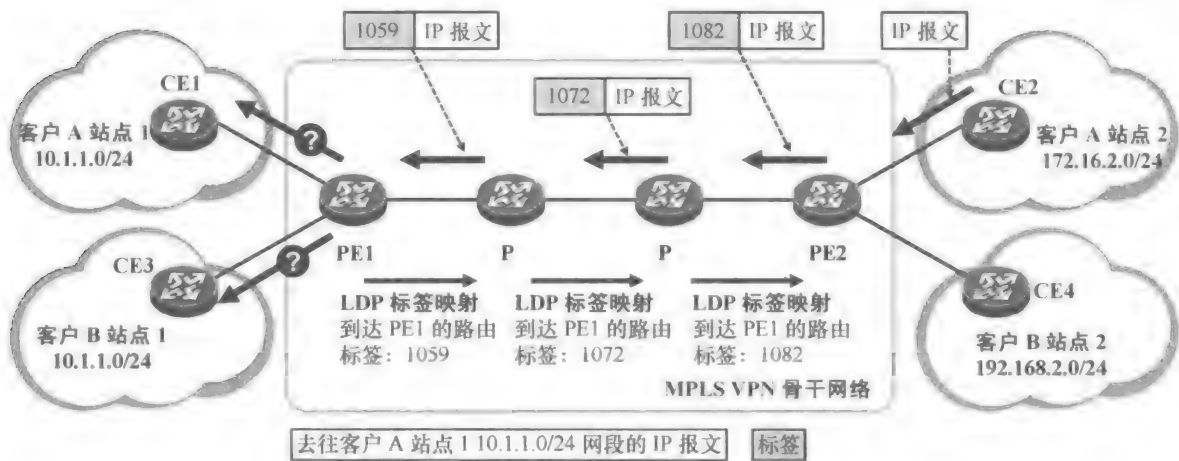 1059 IP 报文
1082 IP 报文
IP 报文
1072 IP 报文
CE1
CE2
客户 A 站点 1
10.1.1.0/24
客户 A 站点 2
172.16.2.0/24
?
?
PE1
P
P
PE2
CE3
CE4
客户 B 站点 1
10.1.1.0/24
客户 B 站点 2
192.168.2.0/24
LDP 标签映射
到达 PE1 的路由
标签：1059
LDP 标签映射
到达 PE1 的路由
标签：1072
LDP 标签映射
到达 PE1 的路由
标签：1082
MPLS VPN 骨干网络
去往客户 A 站点 1 10.1.1.0/24 网段的 IP 报文
标签